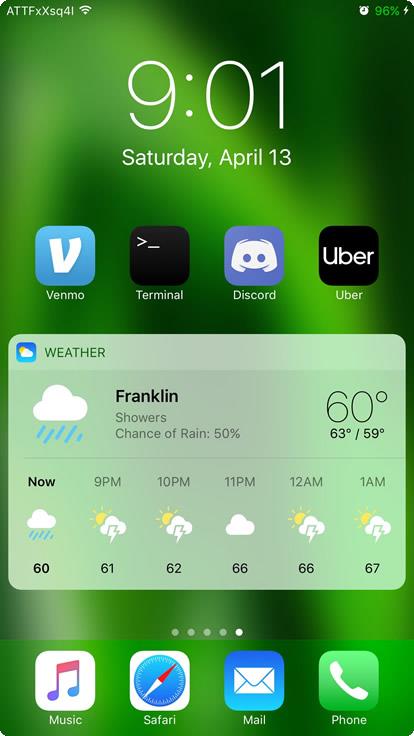 ATTFxXsq4I 96%
9:01
Saturday, April 13
>_ Uber
Venmo Terminal Discord Uber
WEATHER
Franklin
Showers
Chance of Rain: 50%
60°
63° / 59°
Now 9PM 10PM 11PM 12AM 1AM
60 61 62 66 66 67
Music Safari Mail Phone